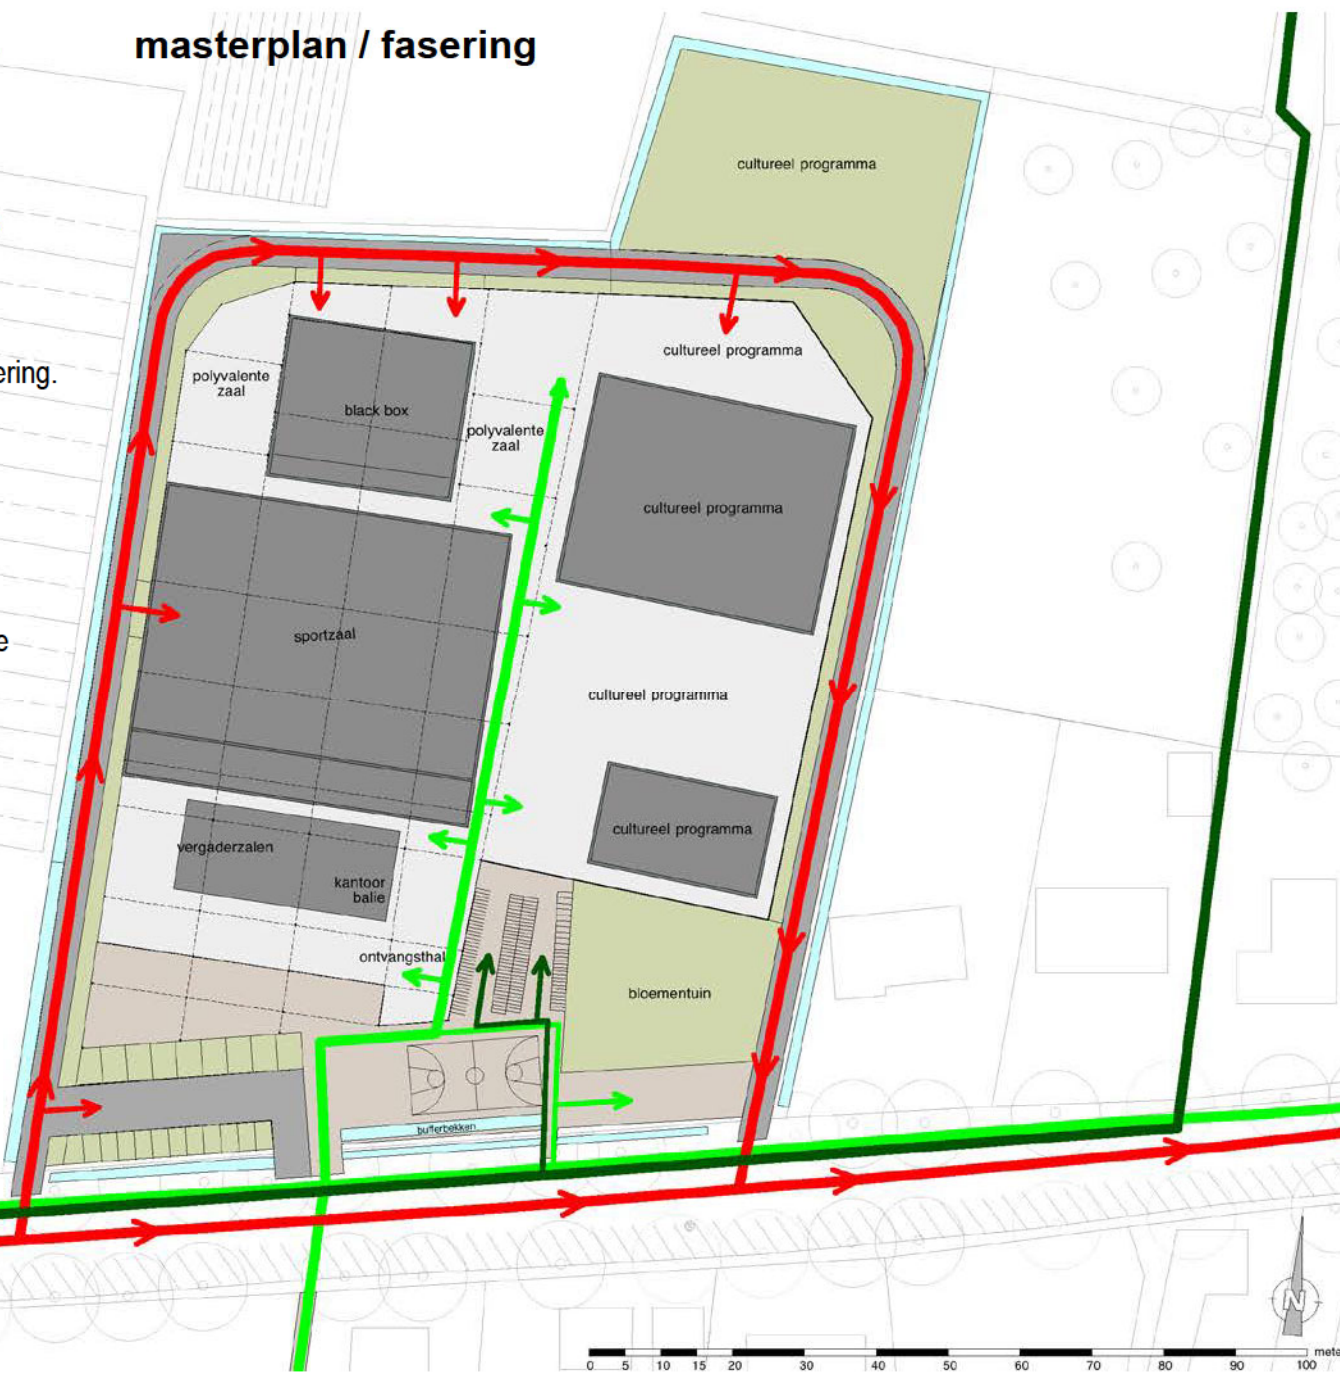 masterplan / fasering
cultureel programma
ering.
cultureel programma
polyvalente
zaal
black box
polyvalente
zaal
cultureel programma
e
sportzaal
cultureel programma
cultureel programma
vergaderzalen
kantoor
balie
ontvangsthal
bloementuin
bufferbekken
N
0 5 10 15 20 30 40 50 60 70 80 90 100 mete